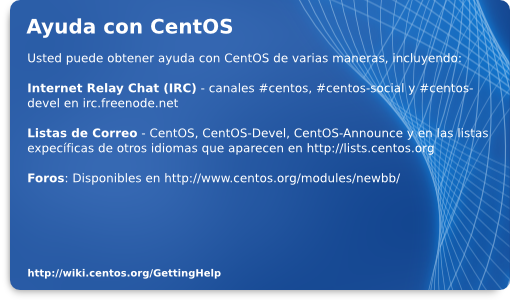 Ayuda con CentOS
Usted puede obtener ayuda con CentOS de varias maneras, incluyendo:
Internet Relay Chat (IRC) - canales #centos, #centos-social y #centos-
devel en irc.freenode.net
Listas de Correo - CentOS, CentOS-Devel, CentOS-Announce y en las listas
expecíficas de otros idiomas que aparecen en http://lists.centos.org
Foros: Disponibles en http://www.centos.org/modules/newbb/
http://wiki.centos.org/GettingHelp